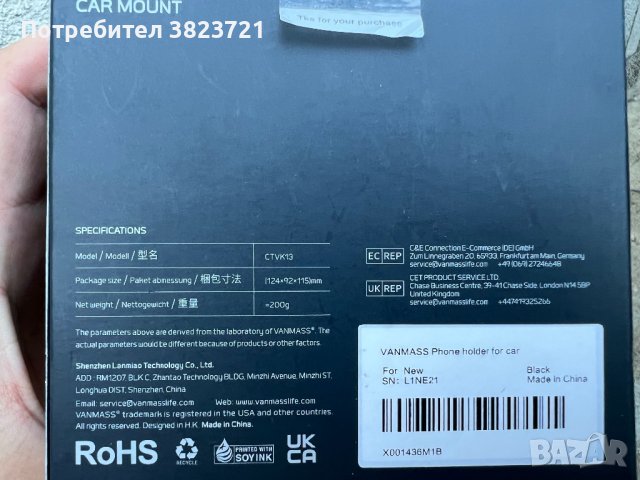 CAR MOUNT
Потребител 3823721
for your purchase
SPECIFICATIONS
Model / Modell / 型名 CTVK13
Package size / Paket abmessung / 梱包寸法 (124×92×115)mm
Net weight / Nettogewicht / 重量 ≈200g
The parameters above are derived from the laboratory of VANMASS®. The
actual parameters would be different because of products or other factors.
Shenzhen Lanmiao Technology Co., Ltd.
ADD : RM1207, BLK C, Zhantao Technology BLDG, Minzhi Avenue, Minzhi ST,
Longhua DIST, Shenzhen, China
Email: service@vanmasslife.com Web: www.vanmasslife.com
VANMASS® trademark is registered in the USA and other countries.
All rights reserved. Designed in H.K. Made in China.
RoHS
RECYCLE
PRINTED WITH
SOY INK
UK
CA
EC REP
C&E Connection E-Commerce (DE) GmbH
Zum Linnegraben 20, 65933, Frankfurt am Main, Germany
service@vanmasslife.com +49(069)27246648
UK REP
CET PRODUCT SERVICE LTD.
Chase Business Centre, 39-41 Chase Side, London N14 5BP
United Kingdom
service@vanmasslife.com +447419325266
VANMASS Phone holder for car
For New Black
SN: L1NE21 Made in China
X001436M1B
BAZAR